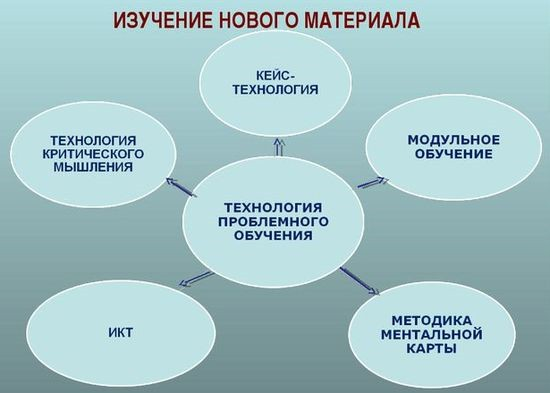 ИЗУЧЕНИЕ НОВОГО МАТЕРИАЛА
КЕЙС-
ТЕХНОЛОГИЯ
ТЕХНОЛОГИЯ
КРИТИЧЕСКОГО
МЫШЛЕНИЯ
МОДУЛЬНОЕ
ОБУЧЕНИЕ
ТЕХНОЛОГИЯ
ПРОБЛЕМНОГО
ОБУЧЕНИЯ
ИКТ
МЕТОДИКА
МЕНТАЛЬНОЙ
КАРТЫ